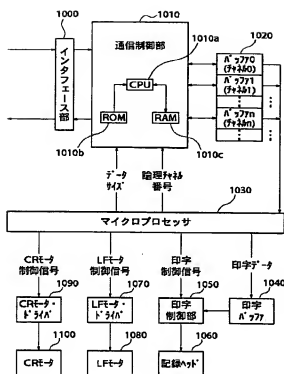 1000
1010
インタフェース部
通信制御部
1010a
CPU
ROM
RAM
1010b
1010c
1020
バッファ0
(チャネル0)
バッファ1
(チャネル1)
バッファn
(チャネルn)
データ
サイズ
論理チャネル
番号
1030
マイクロプロセッサ
CRモータ
制御信号
LFモータ
制御信号
印字
制御信号
印字データ
1090
1070
1050
1040
CRモータ・
ドライバ
LFモータ・
ドライバ
印字
制御部
印字
バッファ
1100
1080
1060
CRモータ
LFモータ
記録ヘッド